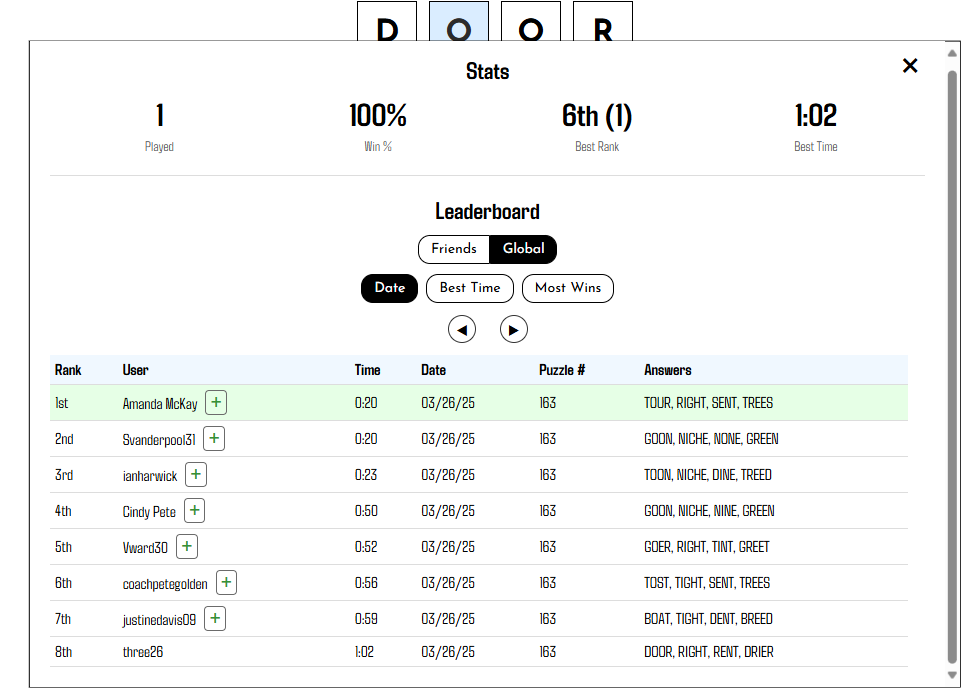 D O O R
Stats
1 100% 6th (1) 1:02
Played Win % Best Rank Best Time
Leaderboard
Friends Global
Date Best Time Most Wins
Rank User Time Date Puzzle # Answers
1st Amanda McKay + 0:20 03/26/25 163 TOUR, RIGHT, SENT, TREES
2nd Svanderpool31 + 0:20 03/26/25 163 GOON, NICHE, NONE, GREEN
3rd ianharwick + 0:23 03/26/25 163 TOON, NICHE, DINE, TREED
4th Cindy Pete + 0:50 03/26/25 163 GOON, NICHE, NINE, GREEN
5th Vward30 + 0:52 03/26/25 163 GOER, RIGHT, TINT, GREET
6th coachpetegolden + 0:56 03/26/25 163 TOST, TIGHT, SENT, TREES
7th justinedavis09 + 0:59 03/26/25 163 BOAT, TIGHT, DENT, BREED
8th three26 1:02 03/26/25 163 DOOR, RIGHT, RENT, DRIER